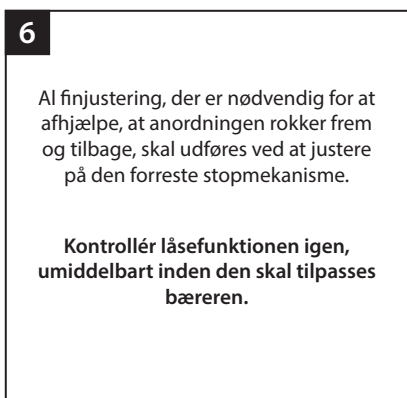 6
Al finjustering, der er nødvendig for at
afhjælpe, at anordningen rokker frem
og tilbage, skal udføres ved at justere
på den forreste stopmekanisme.
Kontrollér låsefunktionen igen,
umiddelbart inden den skal tilpasses
bæreren.